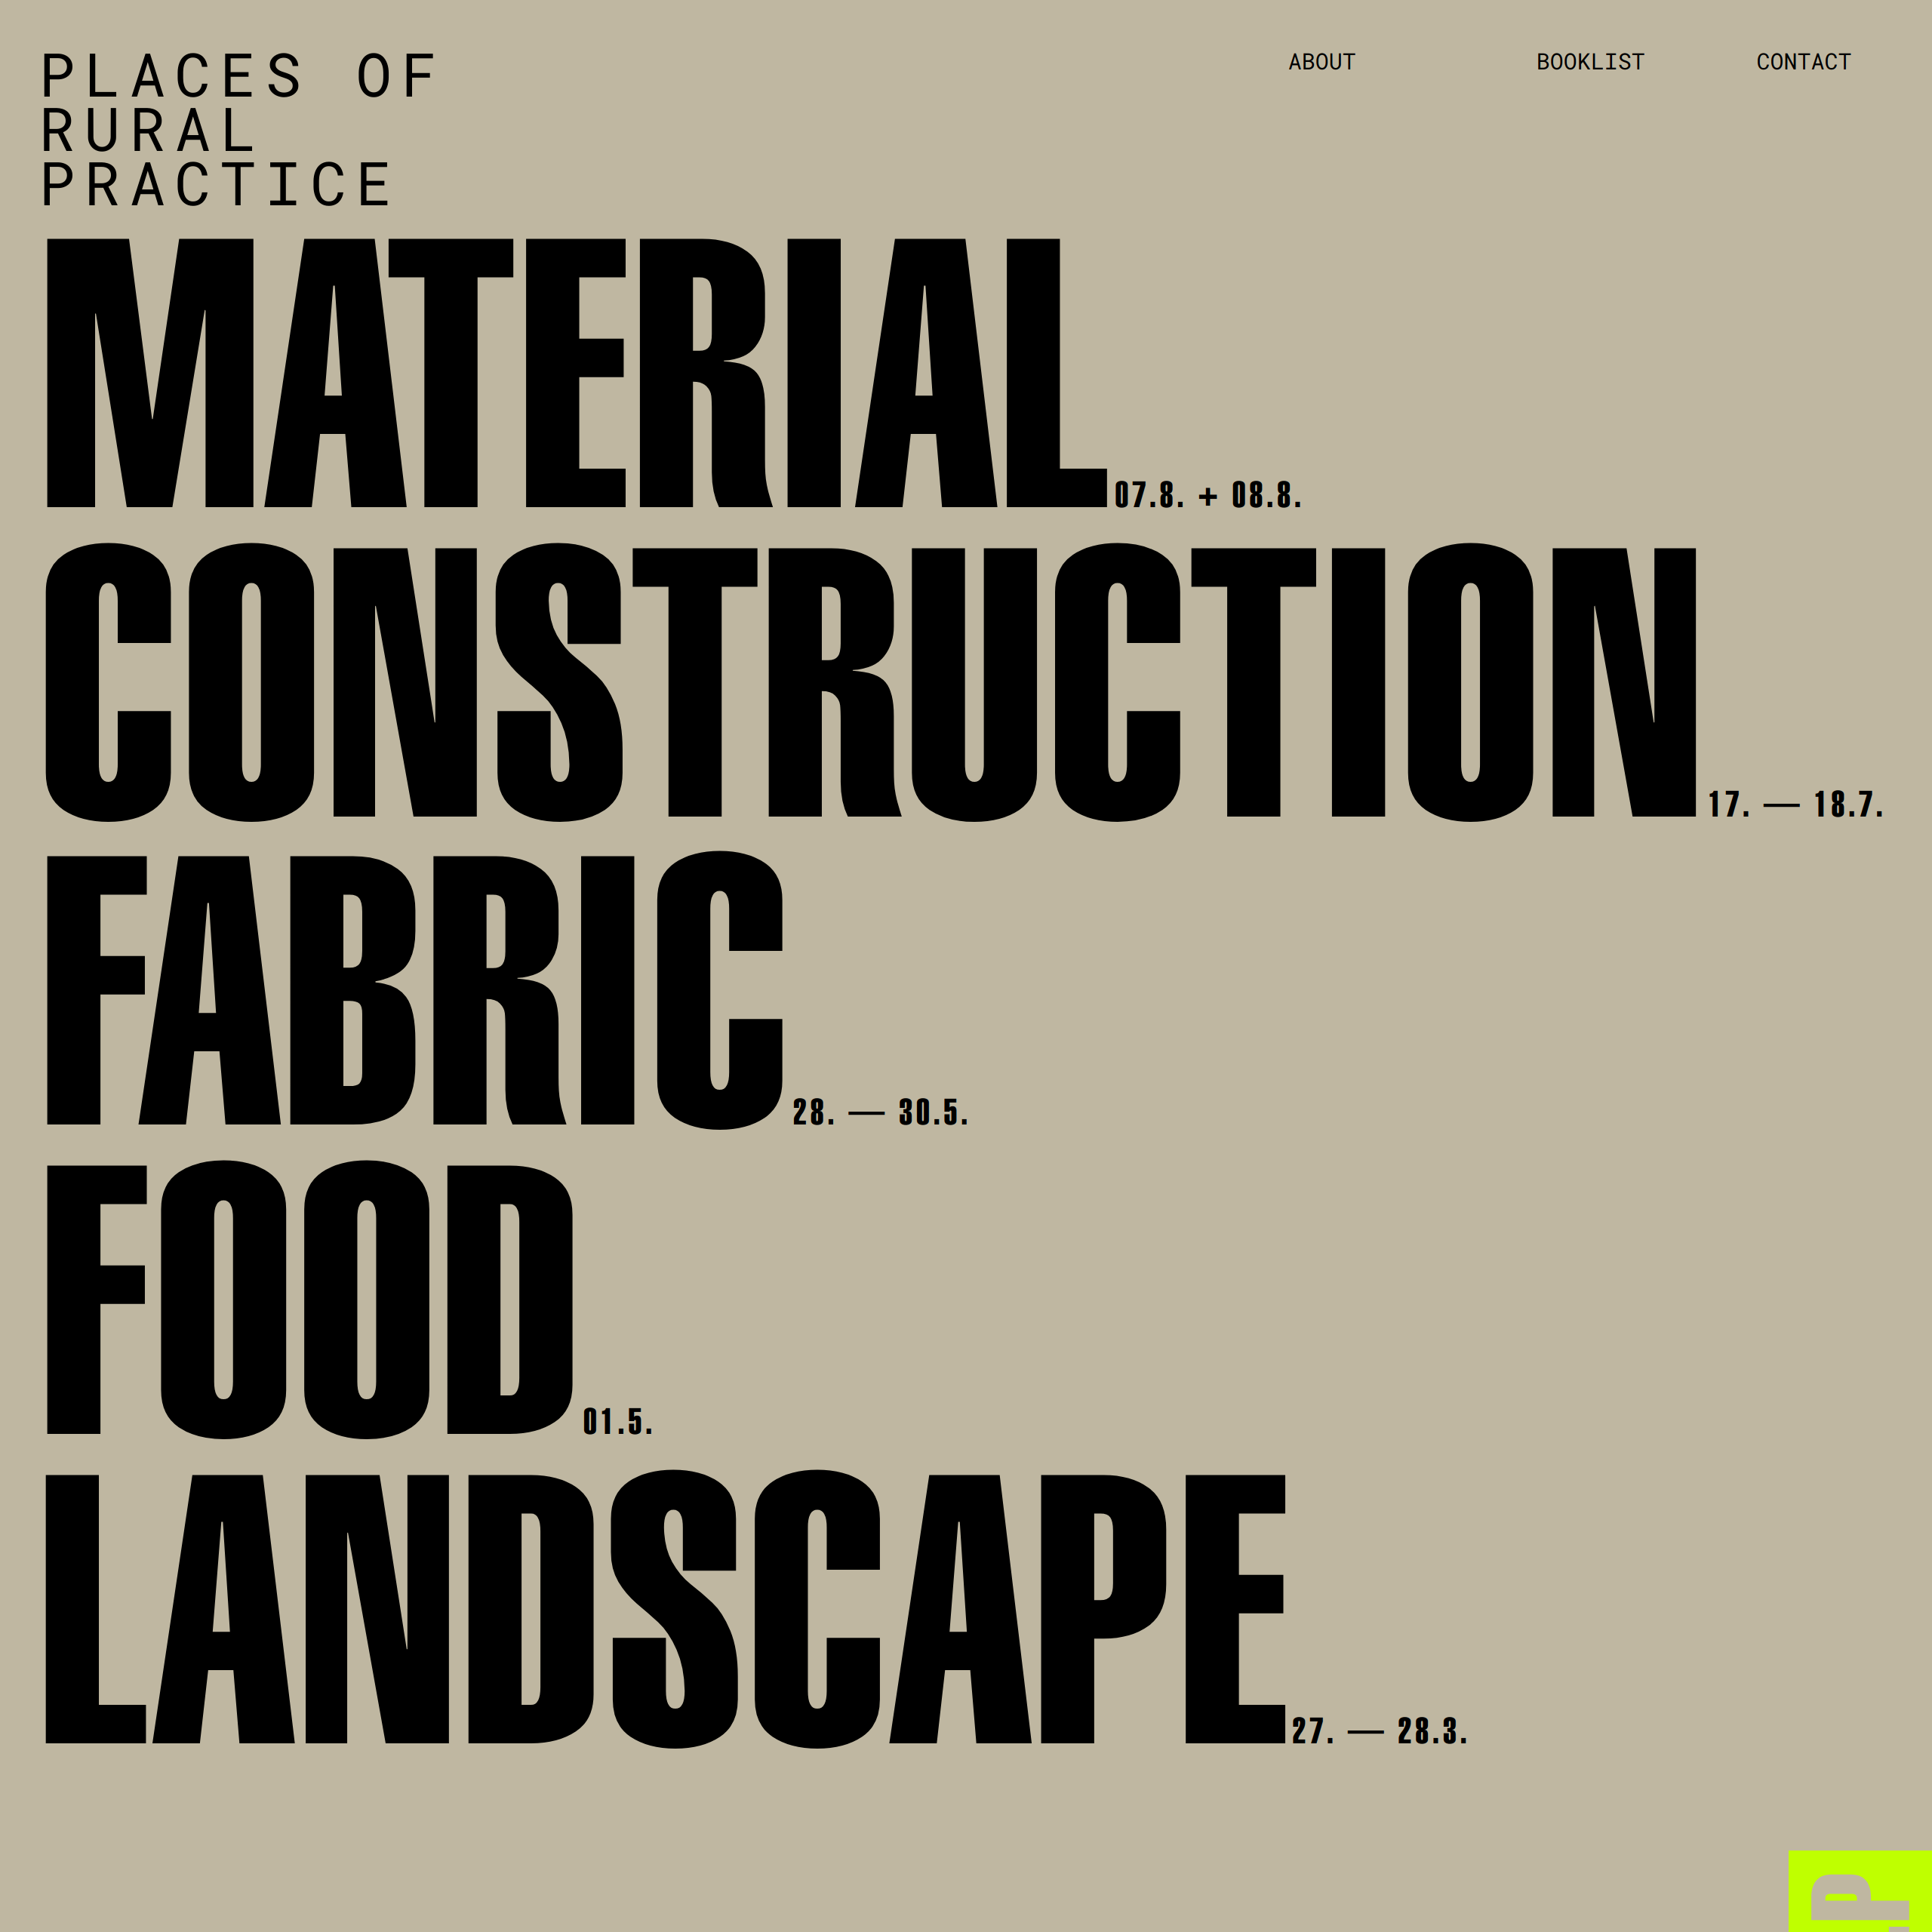 PLACES OF
RURAL
PRACTICE
ABOUT BOOKLIST CONTACT
MATERIAL 07.8. + 08.8.
CONSTRUCTION 17. — 18.7.
FABRIC 28. — 30.5.
FOOD 01.5.
LANDSCAPE 27. — 28.3.